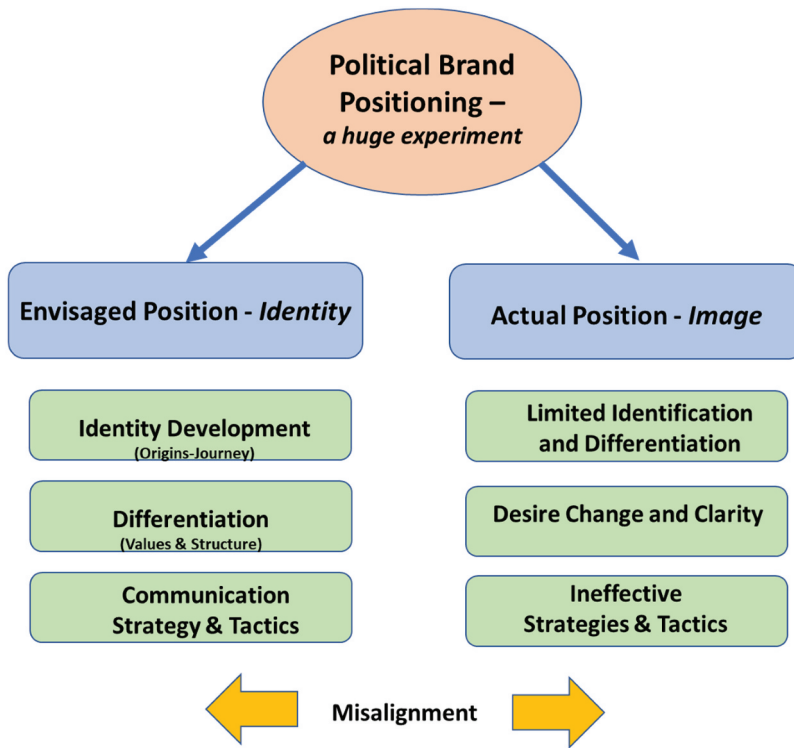 Political Brand
Positioning –
a huge experiment
Envisaged Position - Identity
Actual Position - Image
Identity Development
(Origins-Journey)
Limited Identification
and Differentiation
Differentiation
(Values & Structure)
Desire Change and Clarity
Communication
Strategy & Tactics
Ineffective
Strategies & Tactics
Misalignment